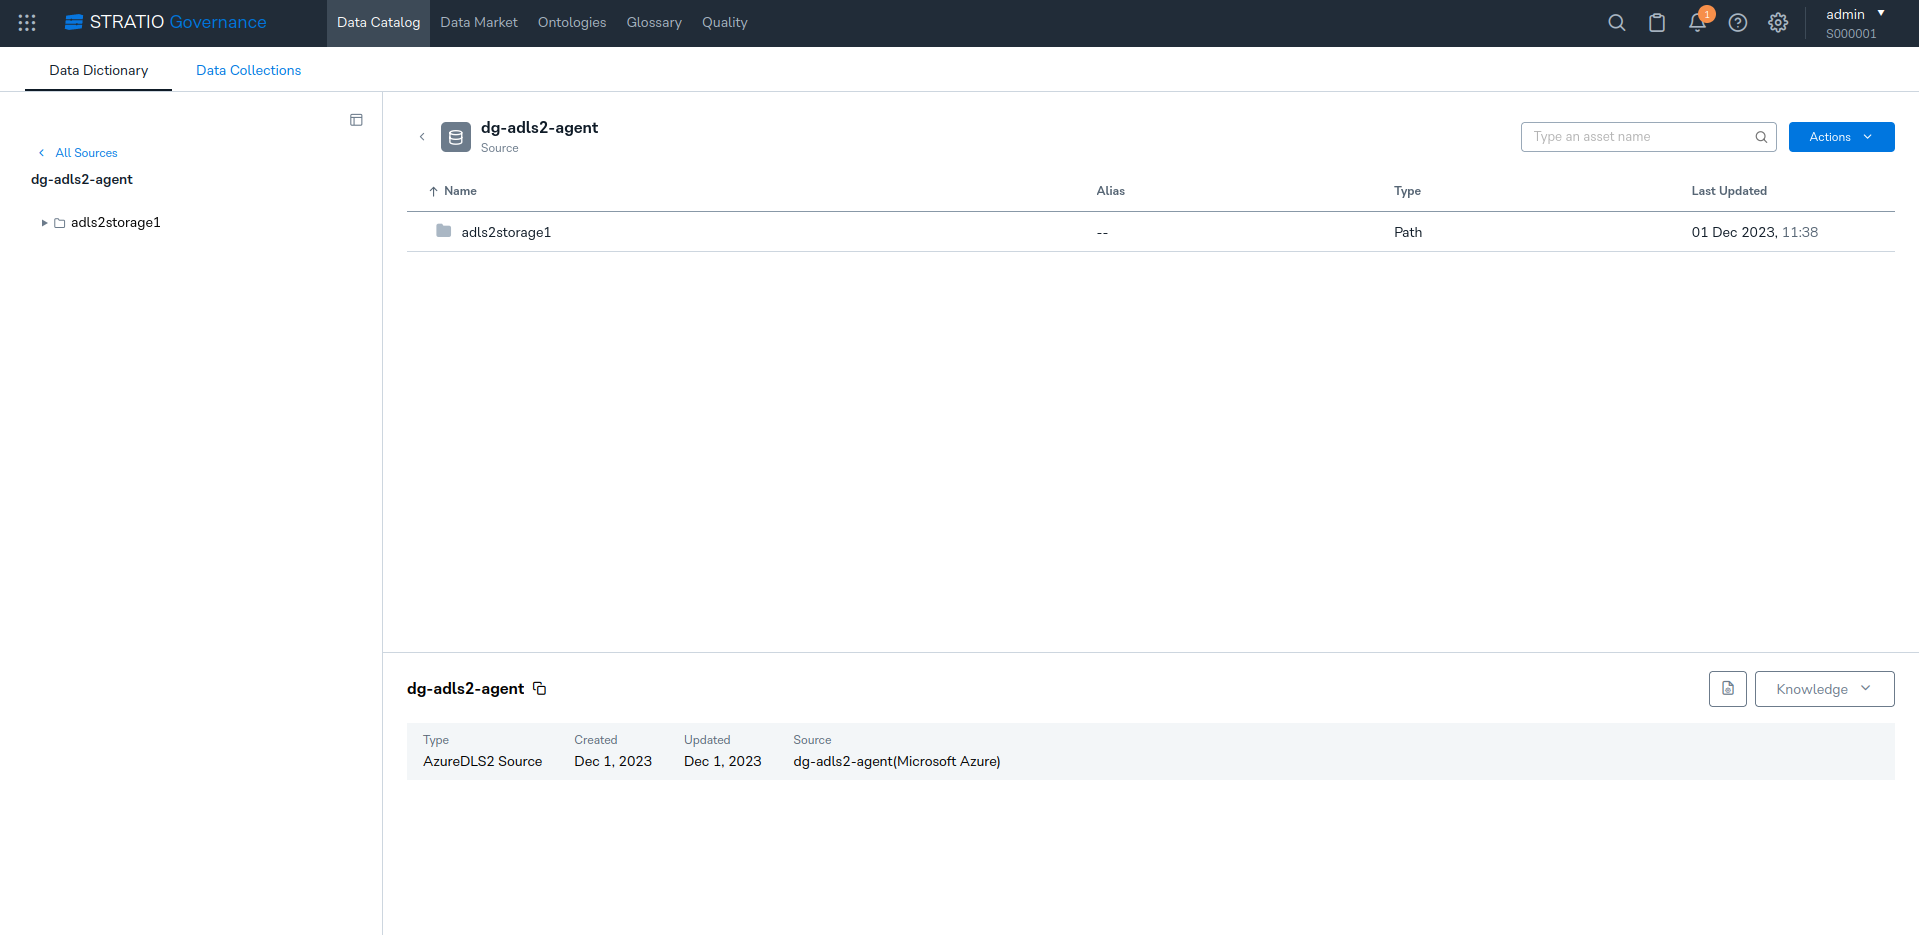 STRATIO Governance
Data Catalog Data Market Ontologies Glossary Quality
1
admin
S000001
Data Dictionary Data Collections
All Sources
dg-adls2-agent
adls2storage1
dg-adls2-agent
Source
Type an asset name
Actions
Name Alias Type Last Updated
adls2storage1 -- Path 01 Dec 2023, 11:38
dg-adls2-agent
Knowledge
Type Created Updated Source
AzureDLS2 Source Dec 1, 2023 Dec 1, 2023 dg-adls2-agent(Microsoft Azure)